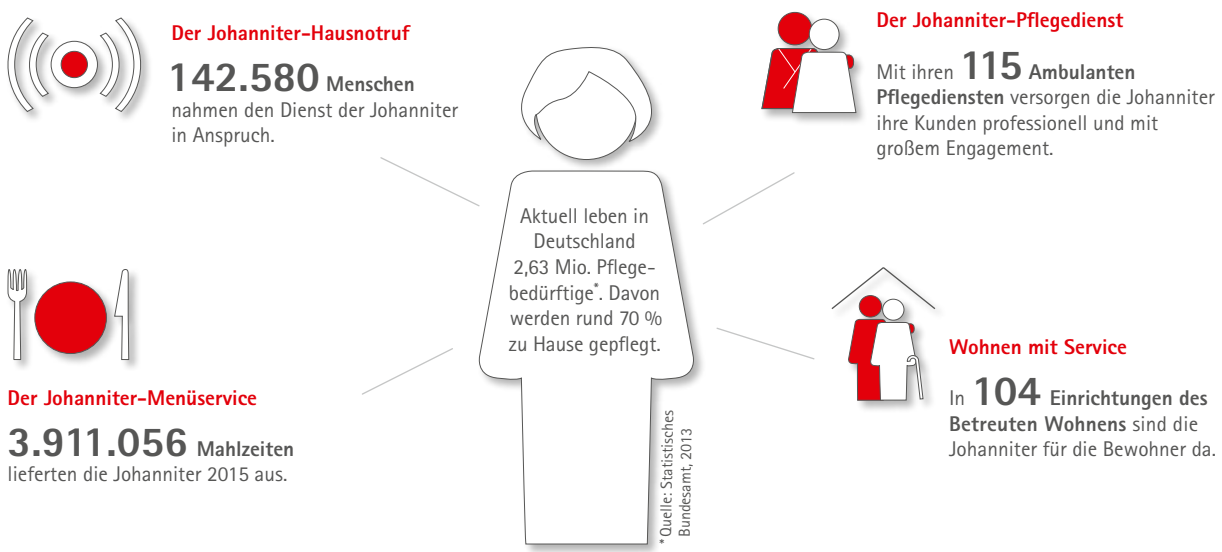 Der Johanniter-Hausnotruf
142.580 Menschen
nahmen den Dienst der Johanniter
in Anspruch.
Der Johanniter-Pflegedienst
Mit ihren 115 Ambulanten
Pflegediensten versorgen die Johanniter
ihre Kunden professionell und mit
großem Engagement.
Aktuell leben in
Deutschland
2,63 Mio. Pflege-
bedürftige*. Davon
werden rund 70 %
zu Hause gepflegt.
Der Johanniter-Menüservice
3.911.056 Mahlzeiten
lieferten die Johanniter 2015 aus.
Wohnen mit Service
In 104 Einrichtungen des
Betreuten Wohnens sind die
Johanniter für die Bewohner da.
* Quelle: Statistisches
Bundesamt, 2013